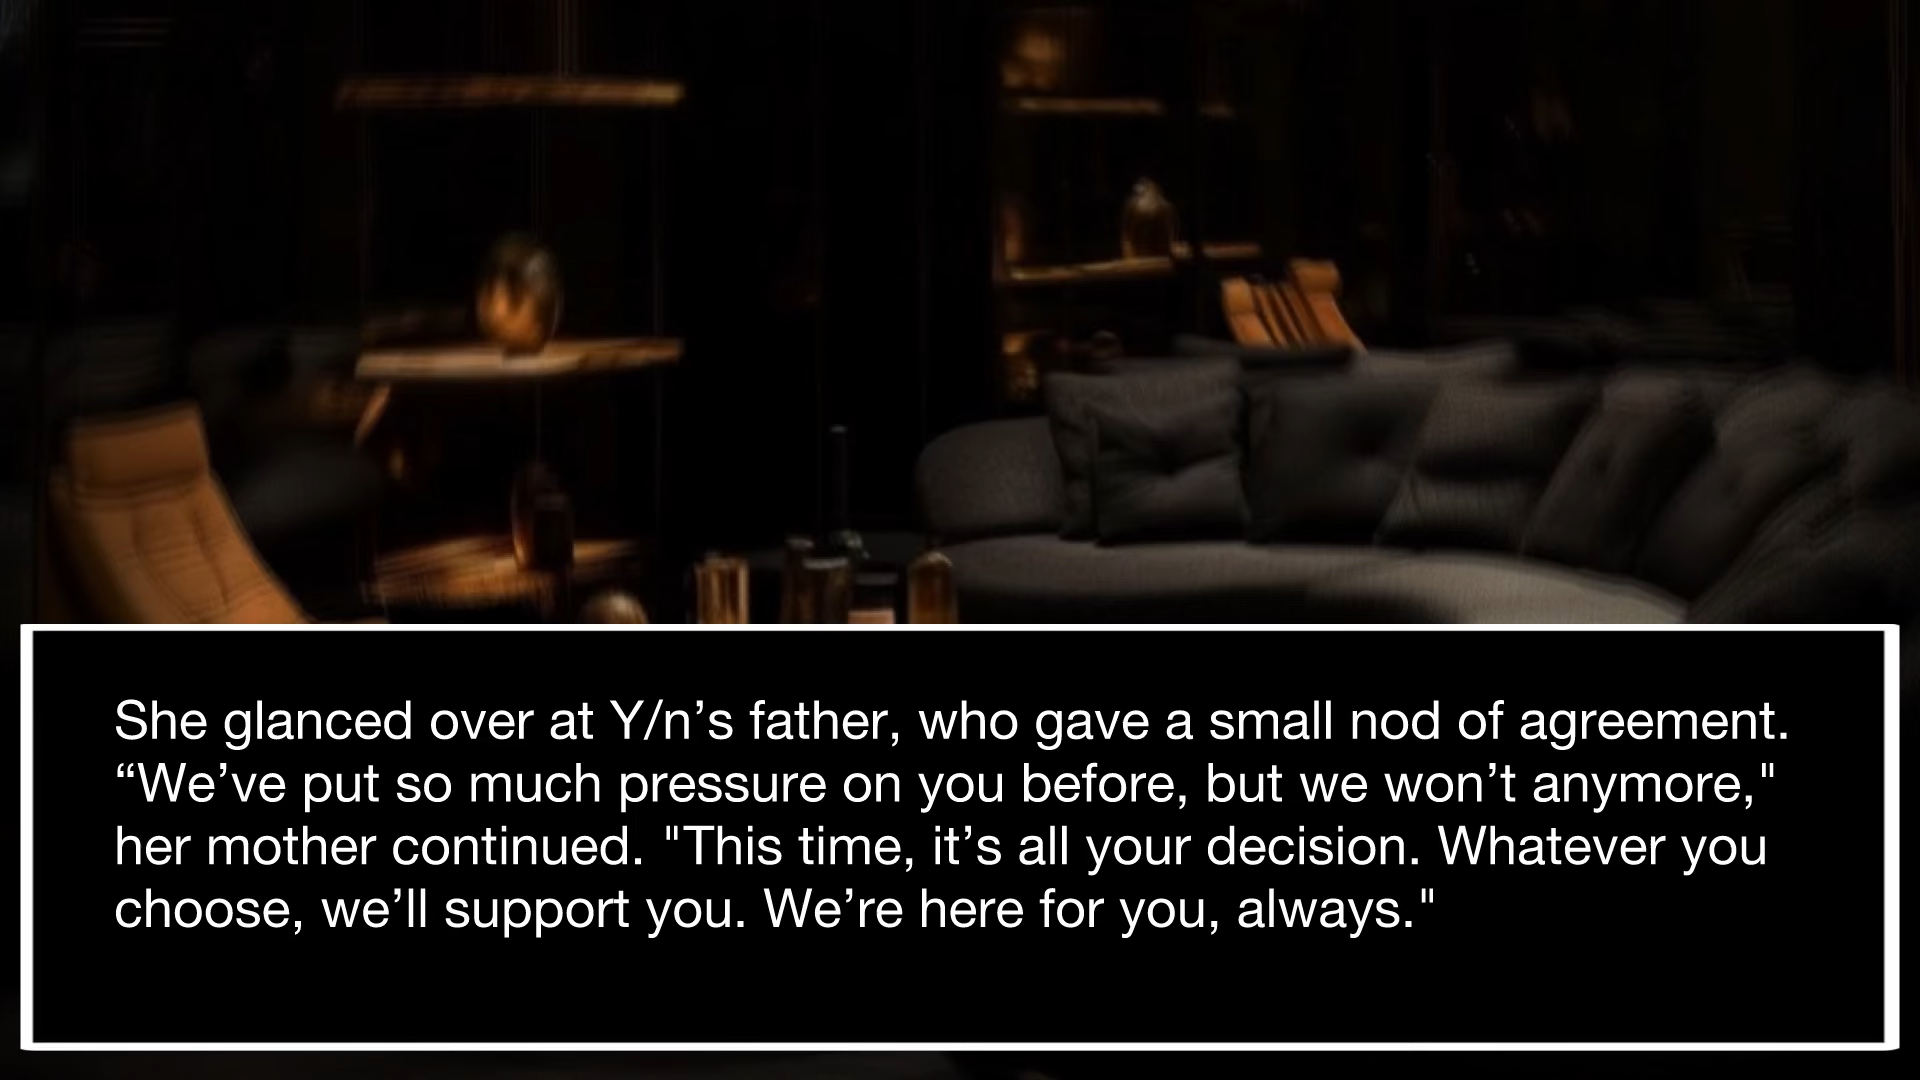 She glanced over at Y/n’s father, who gave a small nod of agreement.
“We’ve put so much pressure on you before, but we won’t anymore,"
her mother continued. "This time, it’s all your decision. Whatever you
choose, we’ll support you. We’re here for you, always."